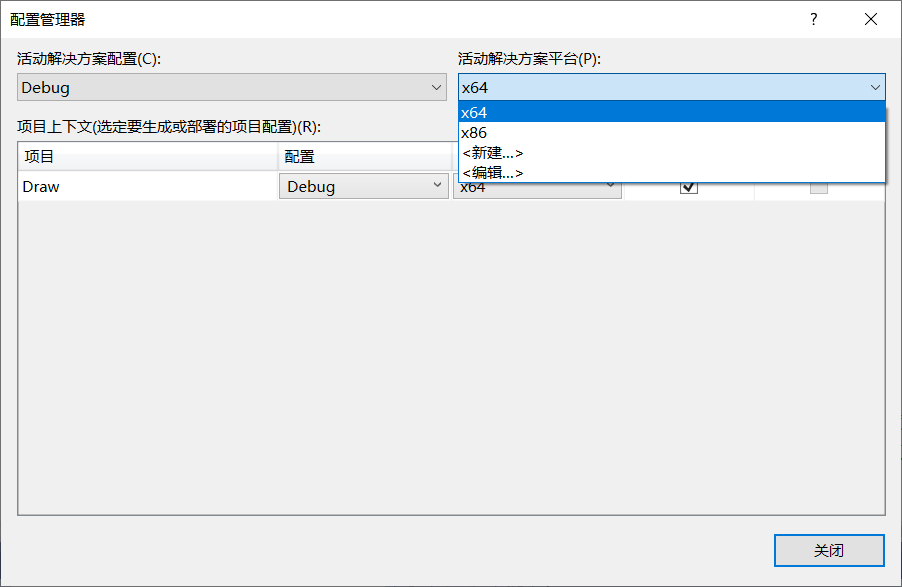 配置管理器
?
活动解决方案配置(C):
活动解决方案平台(P):
Debug
x64
x64
x86
<新建...>
<编辑...>
项目上下文(选定要生成或部署的项目配置)(R):
项目
配置
Draw
Debug
x64
关闭